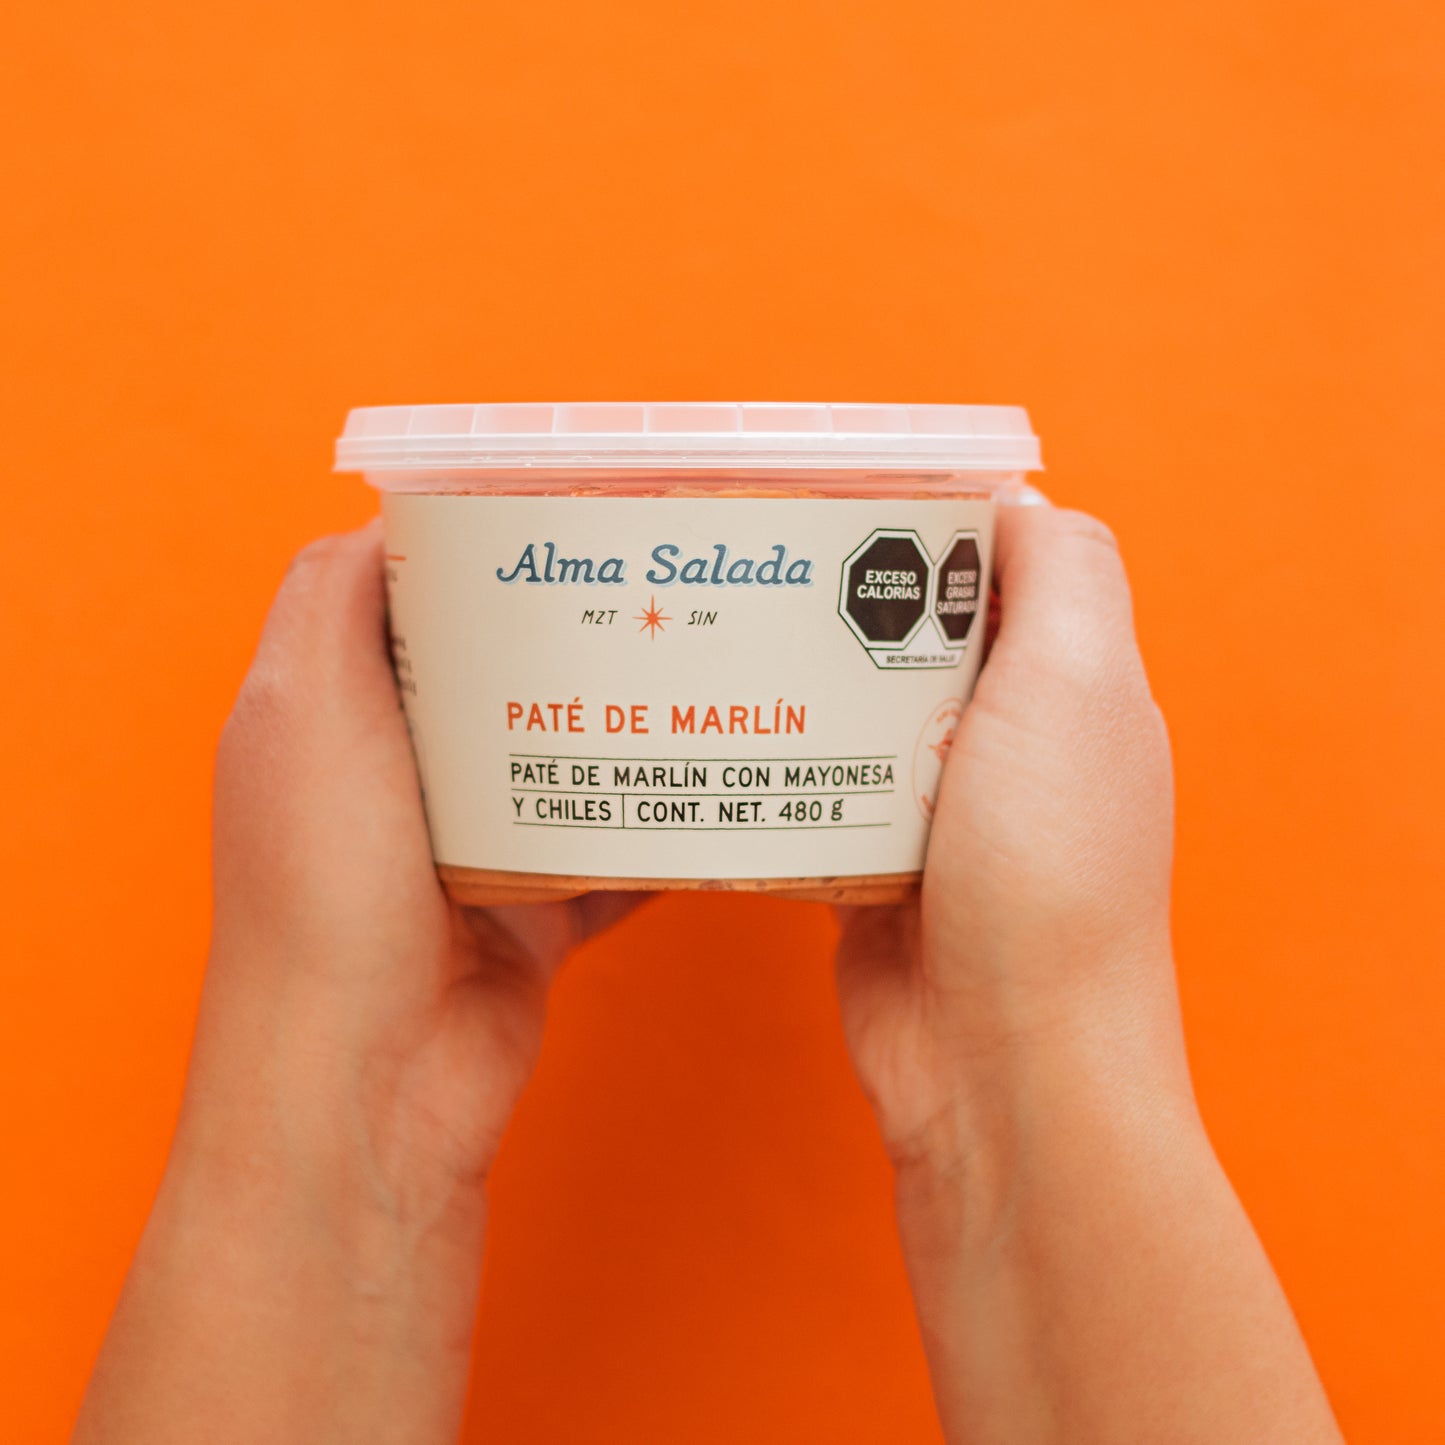 Alma Salada
MZT SIN
EXCESO
CALORÍAS
EXCESO
GRASAS
SATURADAS
SECRETARÍA DE SALUD
PATÉ DE MARLÍN
PATÉ DE MARLÍN CON MAYONESA
Y CHILES CONT. NET. 480 g